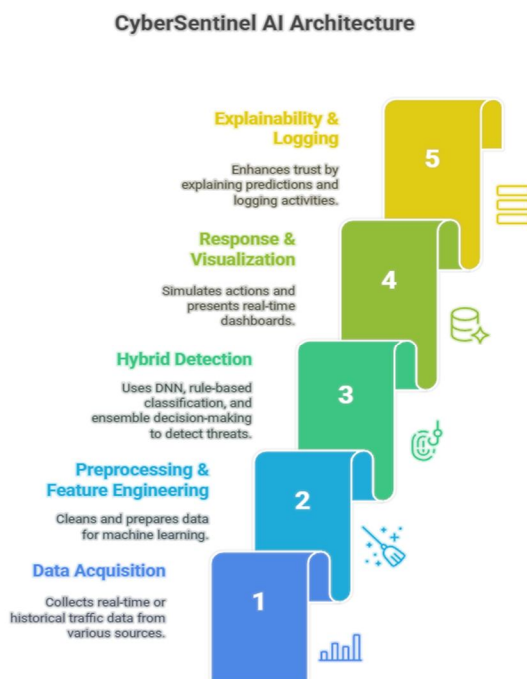 CyberSentinel AI Architecture
Explainability &
Logging
5
Enhances trust by
explaining predictions and
logging activities.
Response &
Visualization
4
Simulates actions and
presents real-time
dashboards.
Hybrid Detection
3
Uses DNN, rule-based
classification, and
ensemble decision-making
to detect threats.
Preprocessing &
Feature Engineering
2
Cleans and prepares data
for machine learning.
Data Acquisition
1
Collects real-time or
historical traffic data from
various sources.